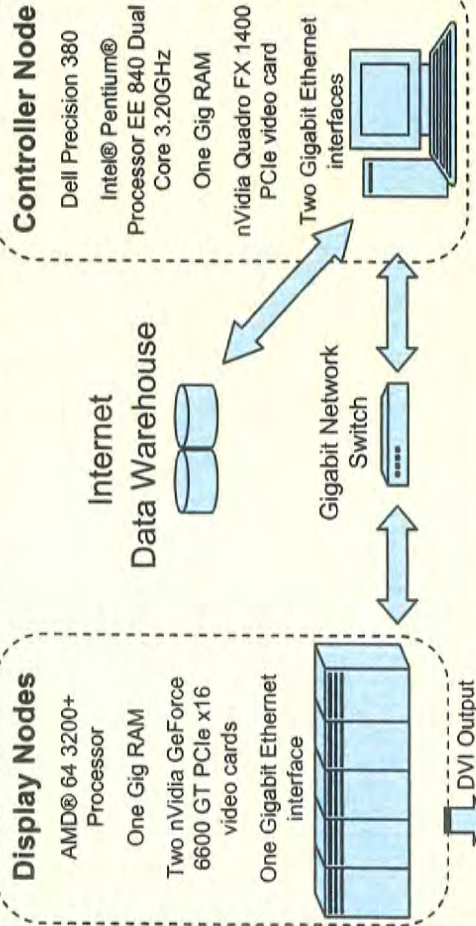 Display Nodes
AMD® 64 3200+
Processor
One Gig RAM
Two nVidia GeForce
6600 GT PCIe x16
video cards
One Gigabit Ethernet
interface
DVI Output
Internet
Data Warehouse
Gigabit Network
Switch
Controller Node
Dell Precision 380
Intel® Pentium®
Processor EE 840 Dual
Core 3.20GHz
One Gig RAM
nVidia Quadro FX 1400
PCIe video card
Two Gigabit Ethernet
interfaces